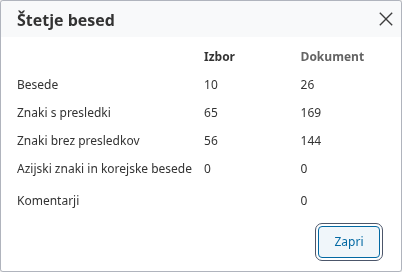 Štetje besed
Izbor Dokument
Besede 10 26
Znaki s presledki 65 169
Znaki brez presledkov 56 144
Azijski znaki in korejske besede 0 0
Komentarji 0
Zapri